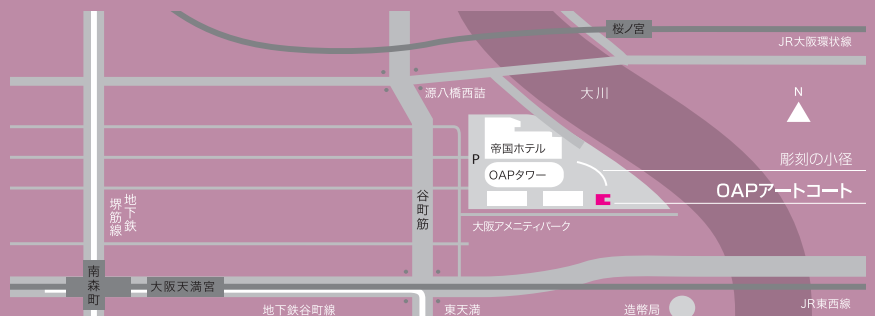 桜ノ宮
JR大阪環状線
源八橋西詰
大川
N
帝国ホテル
P
彫刻の小径
OAPタワー
OAPアートコート
谷町筋
地下鉄
堺筋線
大阪アメニティパーク
南森町
大阪天満宮
地下鉄谷町線
東天満
造幣局
JR東西線